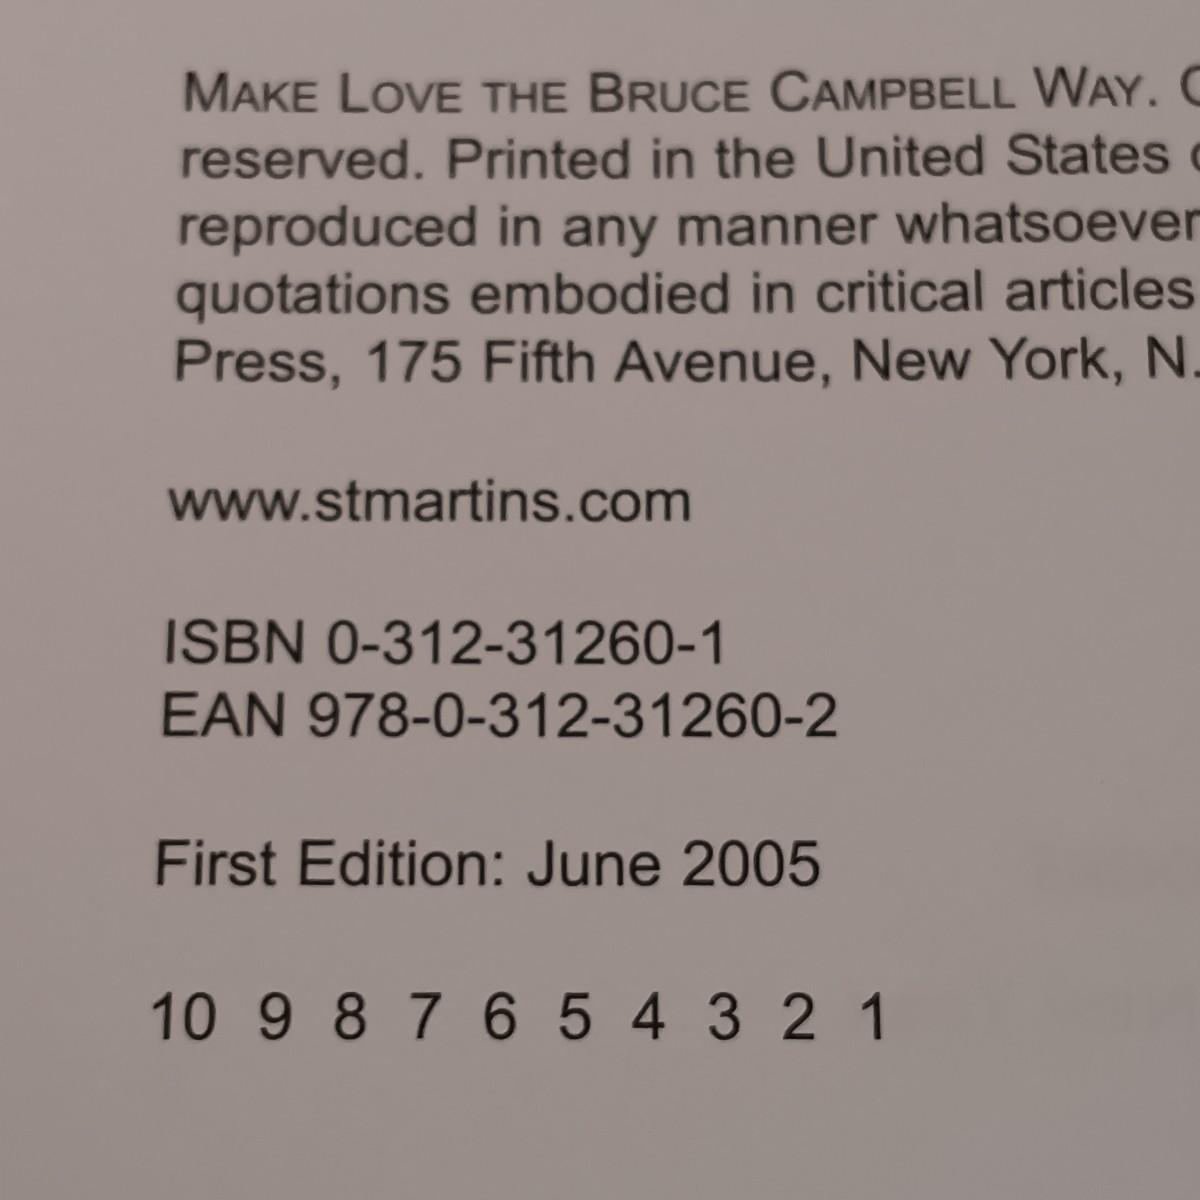 MAKE LOVE THE BRUCE CAMPBELL WAY.
reserved. Printed in the United States
reproduced in any manner whatsoever
quotations embodied in critical articles
Press, 175 Fifth Avenue, New York, N.
www.stmartins.com
ISBN 0-312-31260-1
EAN 978-0-312-31260-2
First Edition: June 2005
10 9 8 7 6 5 4 3 2 1